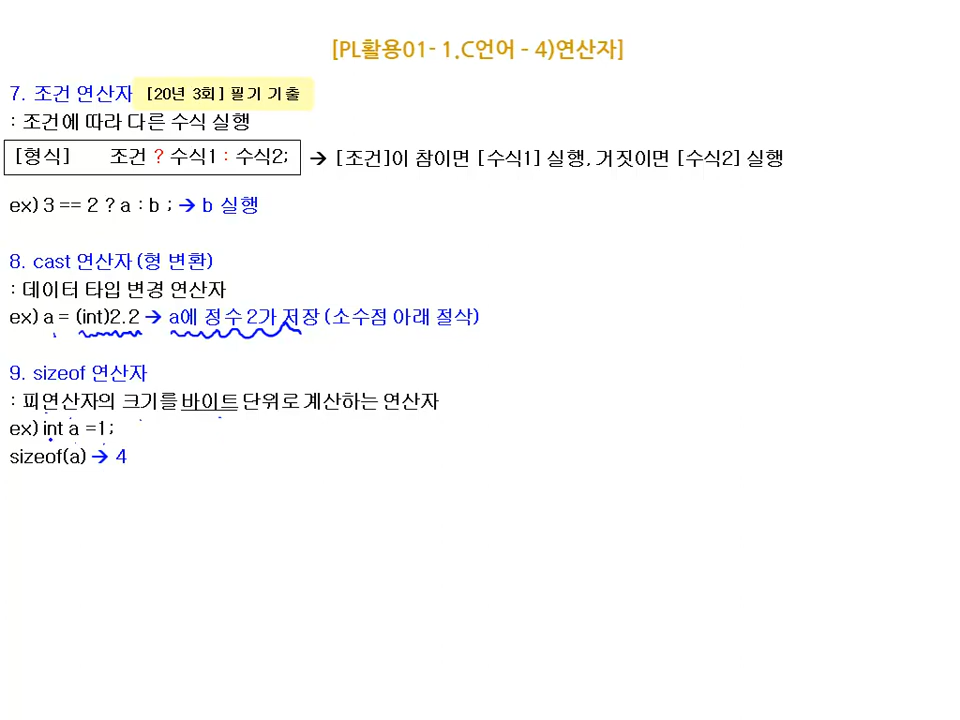 [PL활용01- 1.C언어 - 4)연산자]
7. 조건 연산자 [20년 3회] 필기 기출
: 조건에 따라 다른 수식 실행
[형식] 조건 ? 수식1 : 수식2; → [조건]이 참이면 [수식1] 실행, 거짓이면 [수식2] 실행
ex) 3 == 2 ? a : b ; → b 실행
8. cast 연산자 (형 변환)
: 데이터 타입 변경 연산자
ex) a = (int)2.2 → a에 정수 2가 저장 (소수점 아래 절삭)
9. sizeof 연산자
: 피연산자의 크기를 바이트 단위로 계산하는 연산자
ex) int a =1;
sizeof(a) → 4